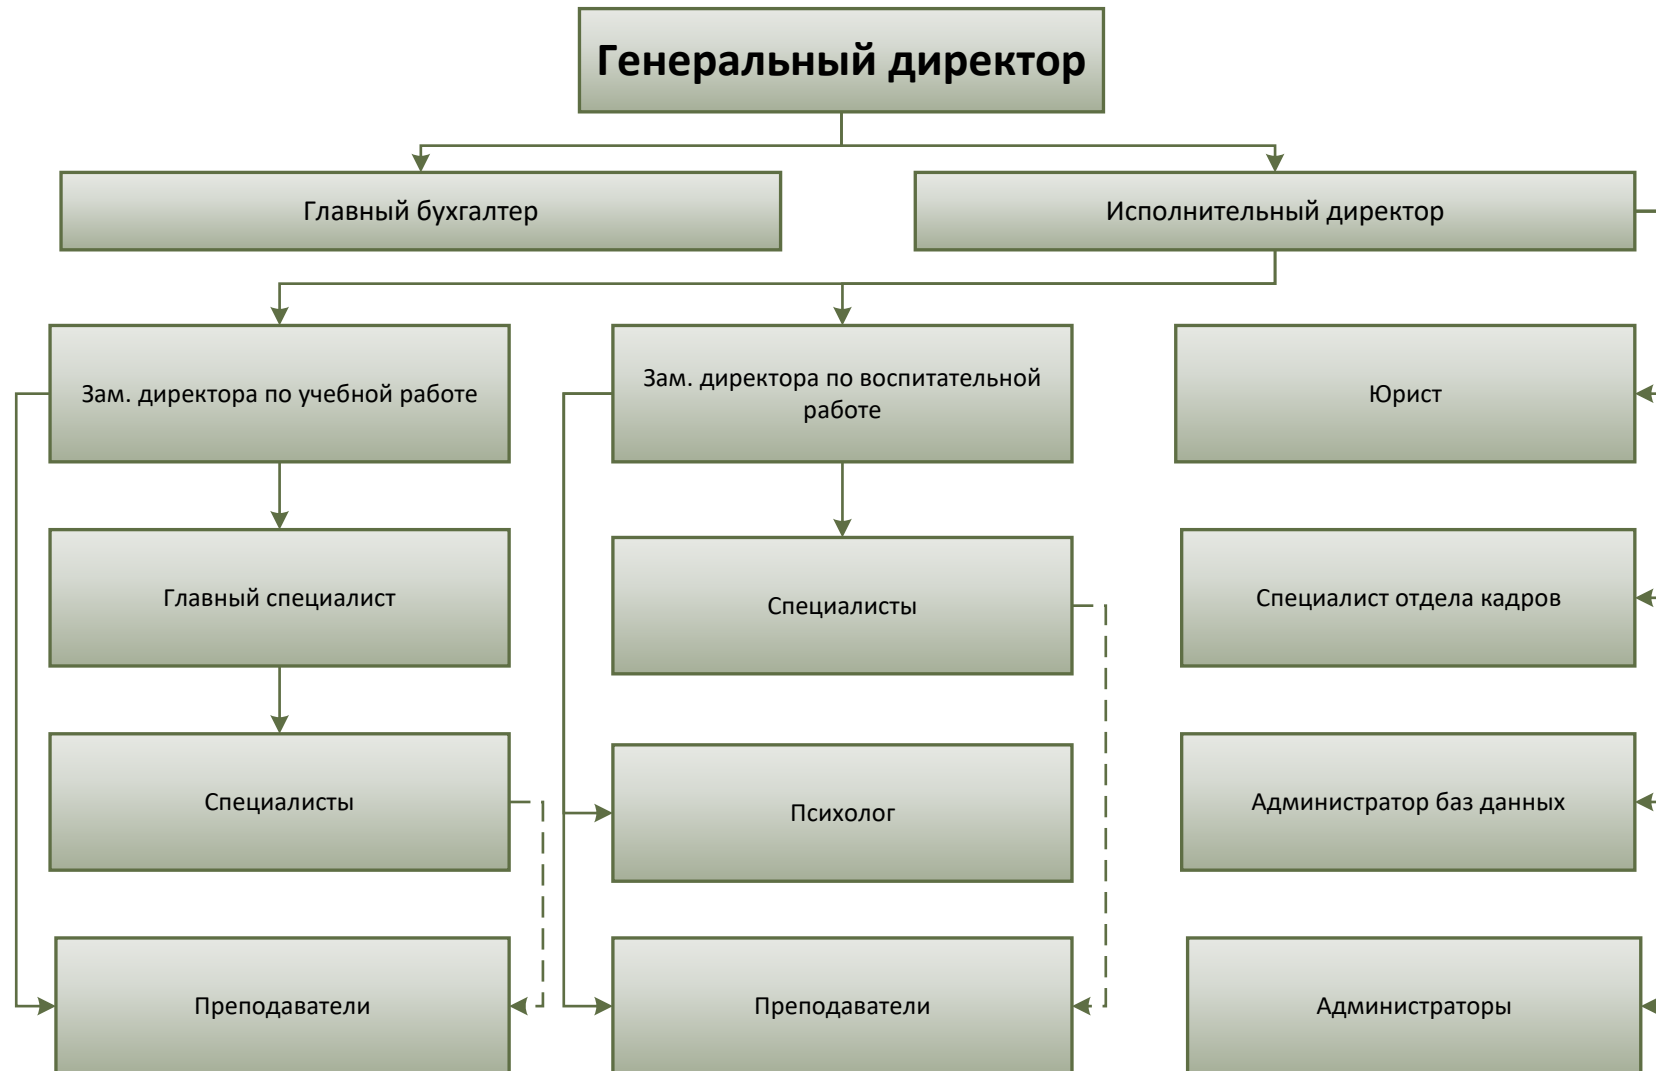 Генеральный директор
Главный бухгалтер
Исполнительный директор
Зам. директора по учебной работе
Зам. директора по воспитательной
работе
Юрист
Главный специалист
Специалисты
Специалист отдела кадров
Специалисты
Психолог
Администратор баз данных
Преподаватели
Преподаватели
Администраторы